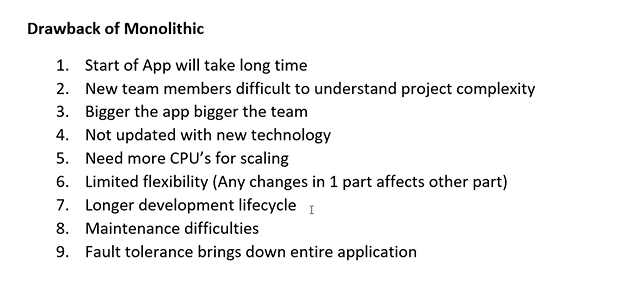 Drawback of Monolithic
1. Start of App will take long time
2. New team members difficult to understand project complexity
3. Bigger the app bigger the team
4. Not updated with new technology
5. Need more CPU's for scaling
6. Limited flexibility (Any changes in 1 part affects other part)
7. Longer development lifecycle
8. Maintenance difficulties
9. Fault tolerance brings down entire application